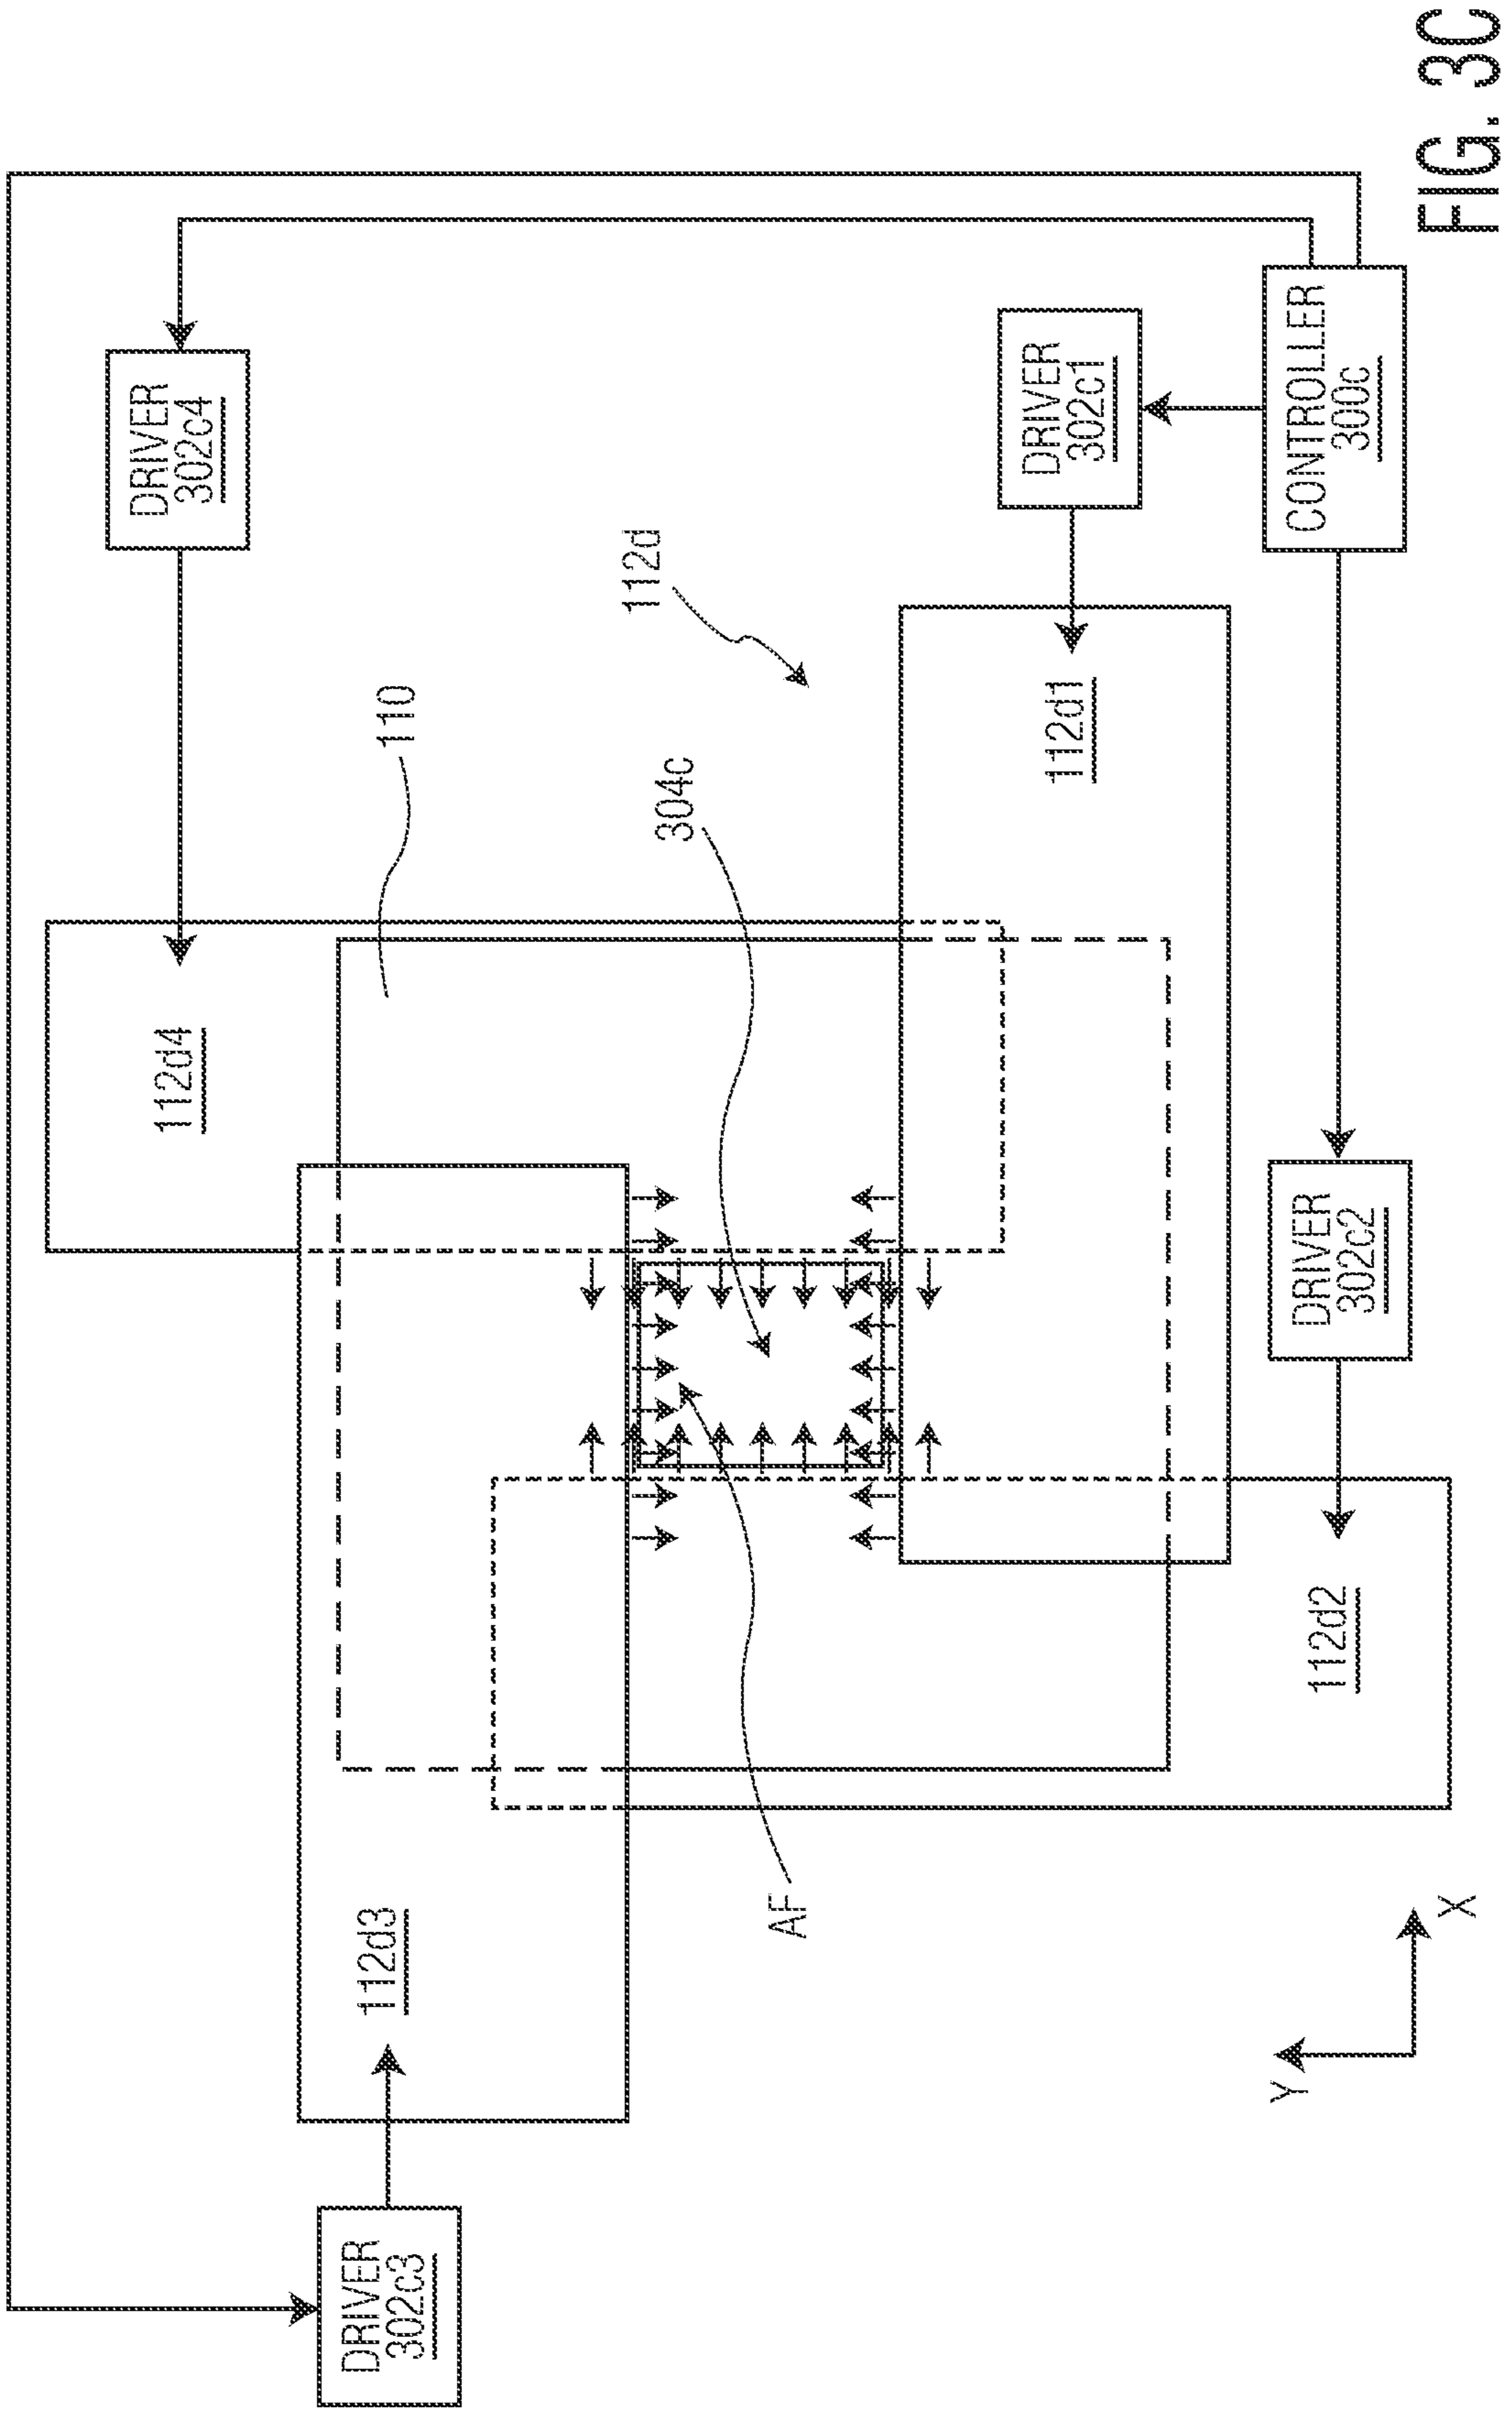 DRIVER
302c4
112d4
110
112d
304c
DRIVER
302c1
112d1
CONTROLLER
300c
DRIVER
302c3
112d3
AF
DRIVER
302c2
112d2
Y
X
FIG. 3C